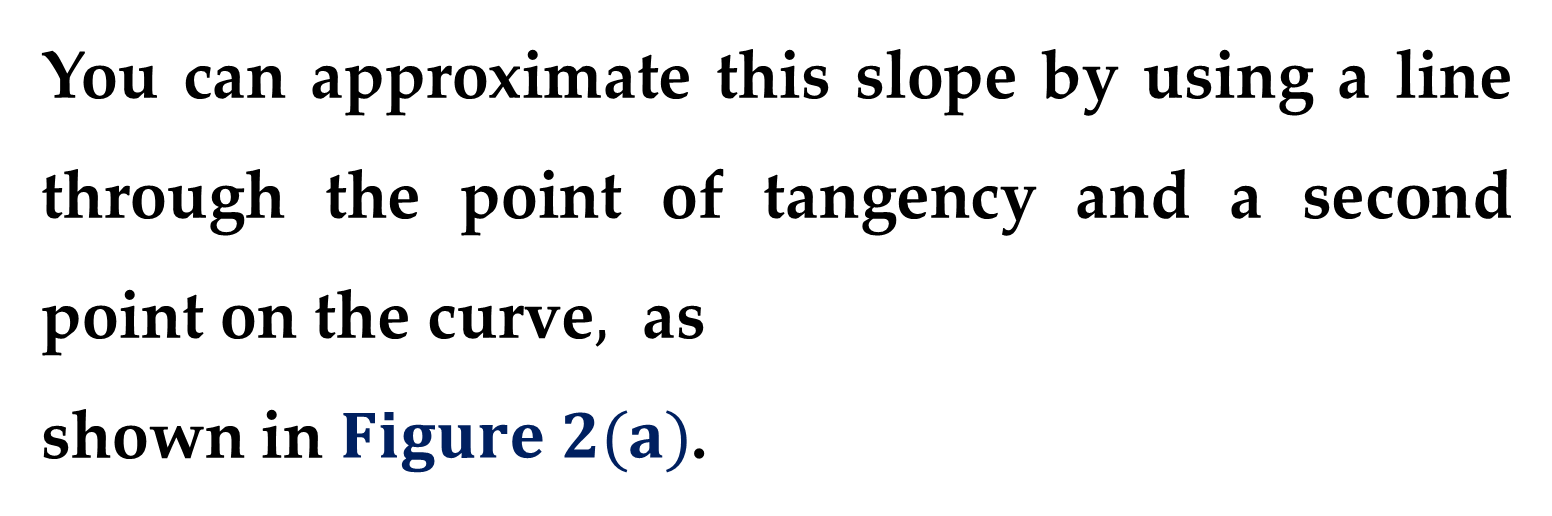 You can approximate this slope by using a line
through the point of tangency and a second
point on the curve, as
shown in Figure 2(a).